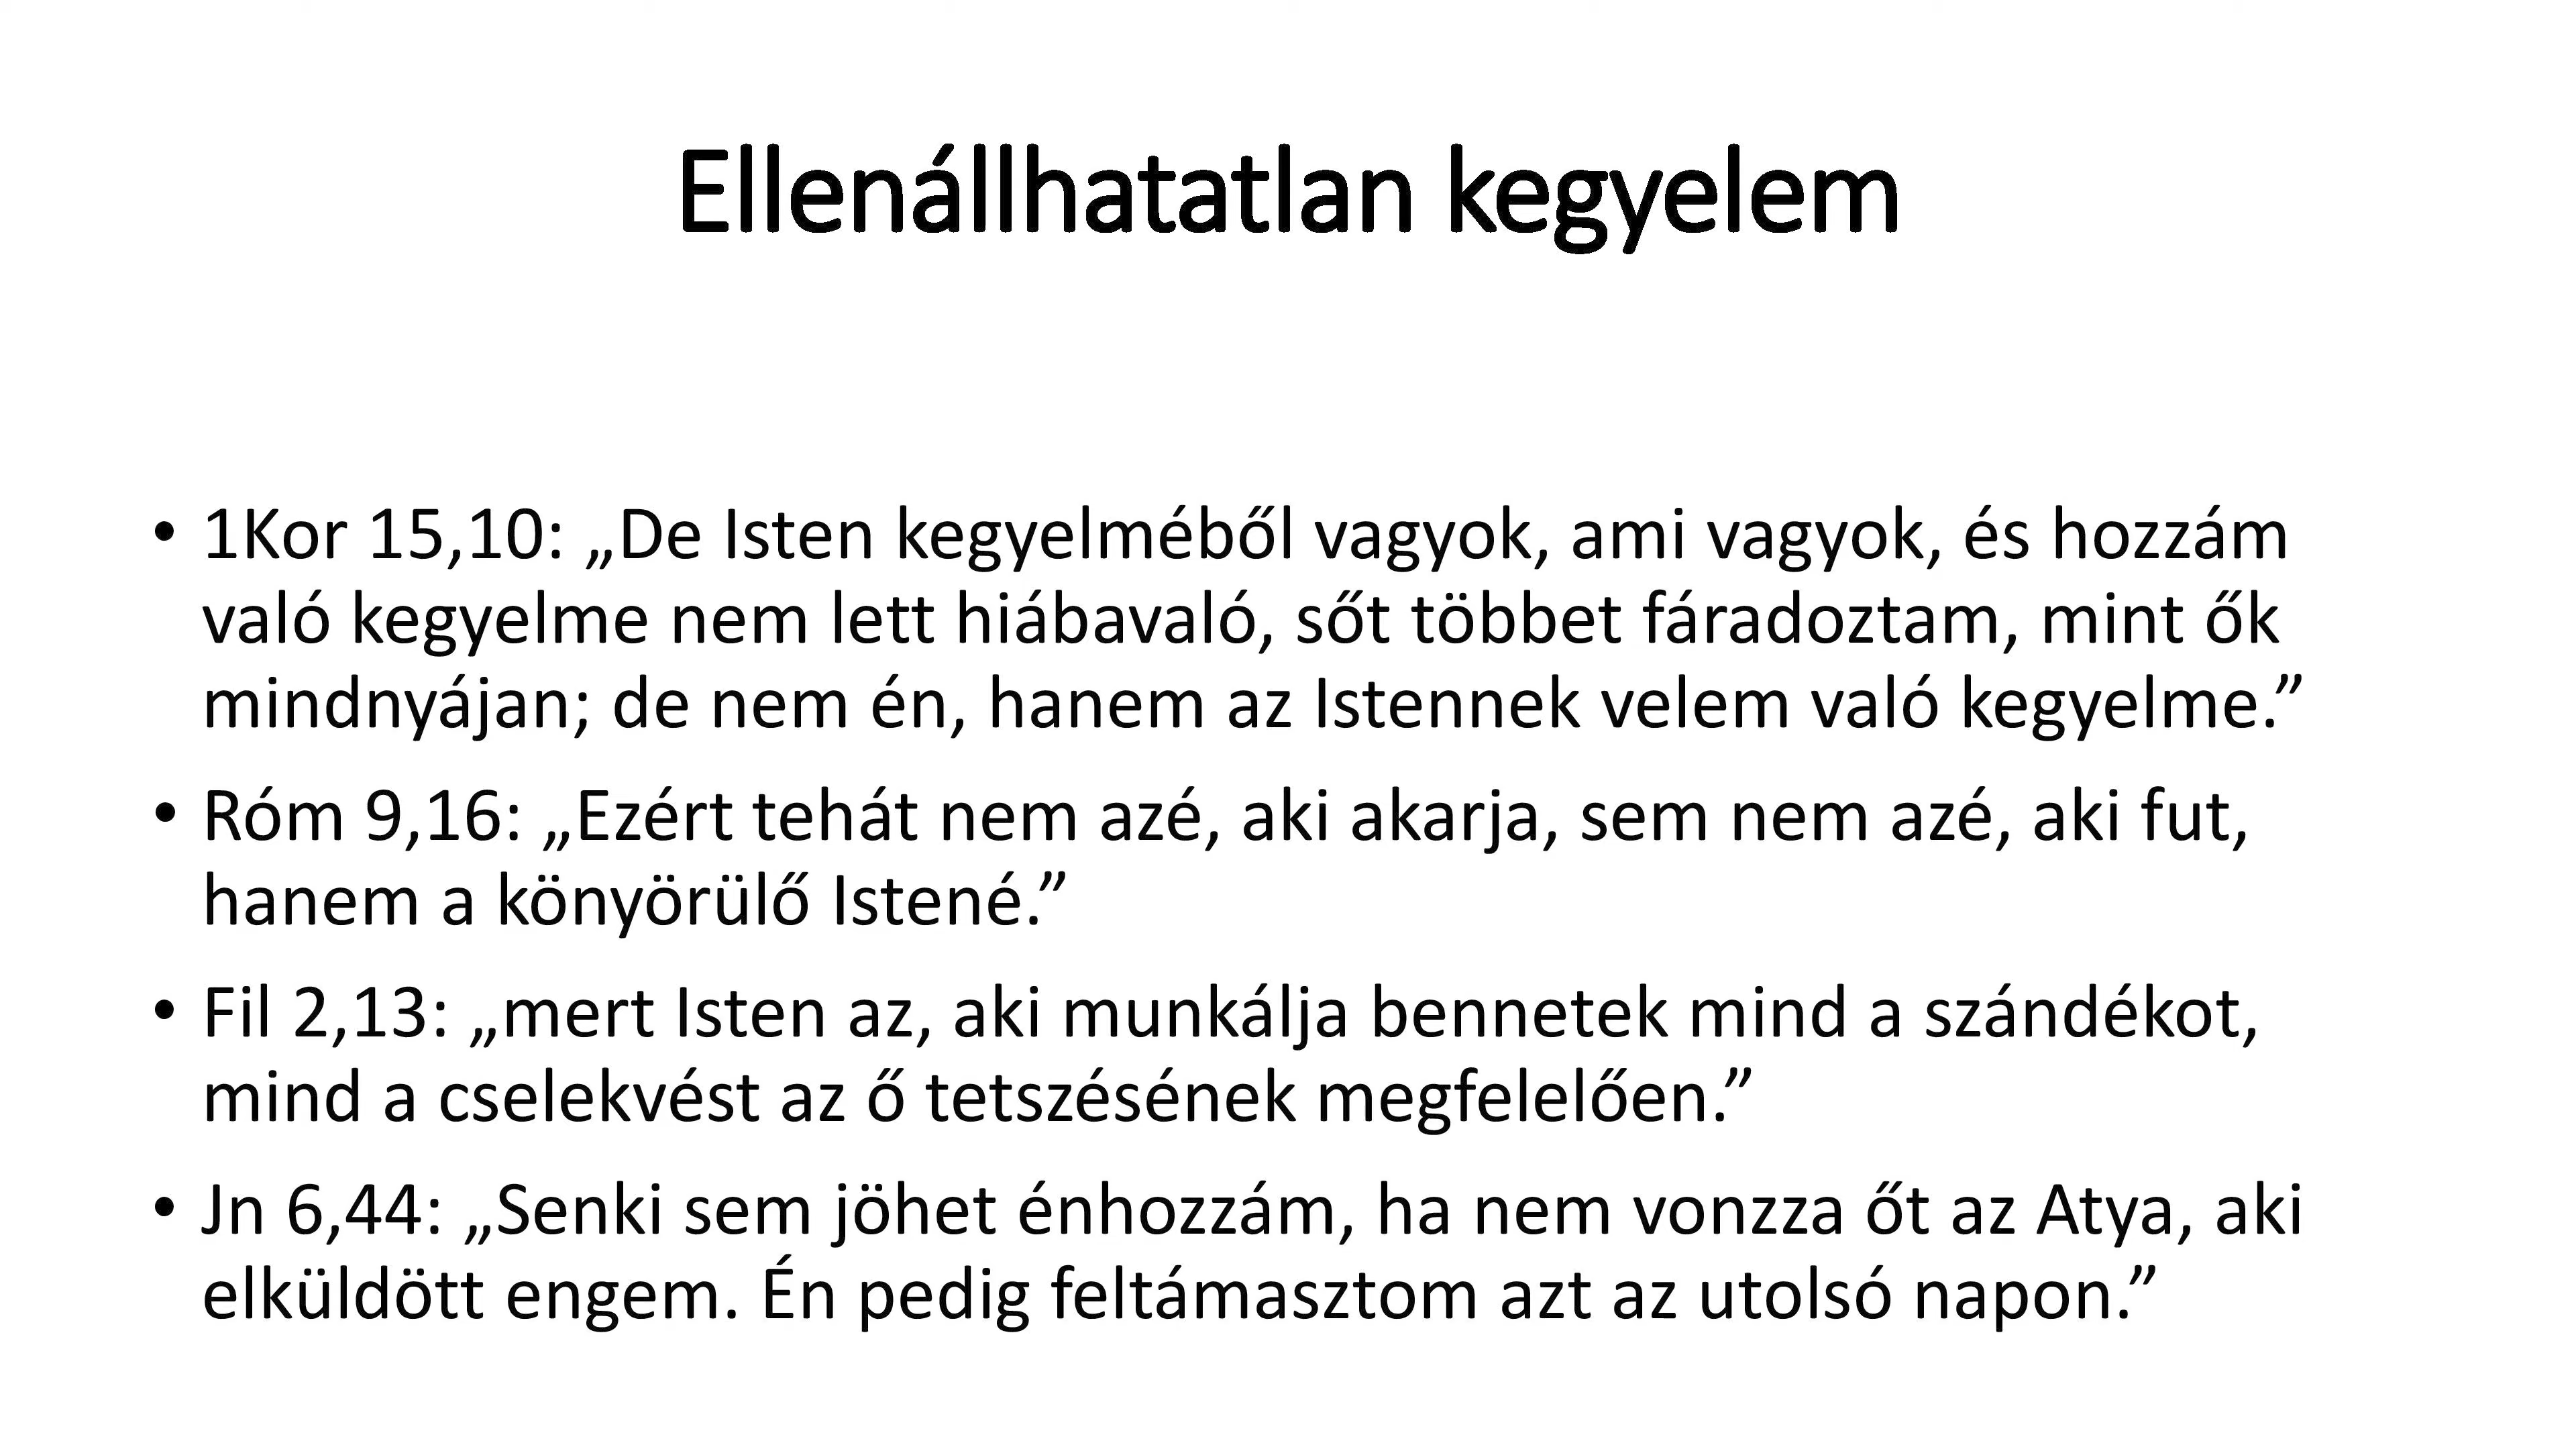 Ellenállhatatlan kegyelem
• 1Kor 15,10: „De Isten kegyelméből vagyok, ami vagyok, és hozzám
való kegyelme nem lett hiábavaló, sőt többet fáradoztam, mint ők
mindnyájan; de nem én, hanem az Istennek velem való kegyelme.”
• Róm 9,16: „Ezért tehát nem azé, aki akarja, sem nem azé, aki fut,
hanem a könyörülő Istené.”
• Fil 2,13: „mert Isten az, aki munkálja bennetek mind a szándékot,
mind a cselekvést az ő tetszésének megfelelően.”
• Jn 6,44: „Senki sem jöhet énhozzám, ha nem vonzza őt az Atya, aki
elküldött engem. Én pedig feltámasztom azt az utolsó napon.”